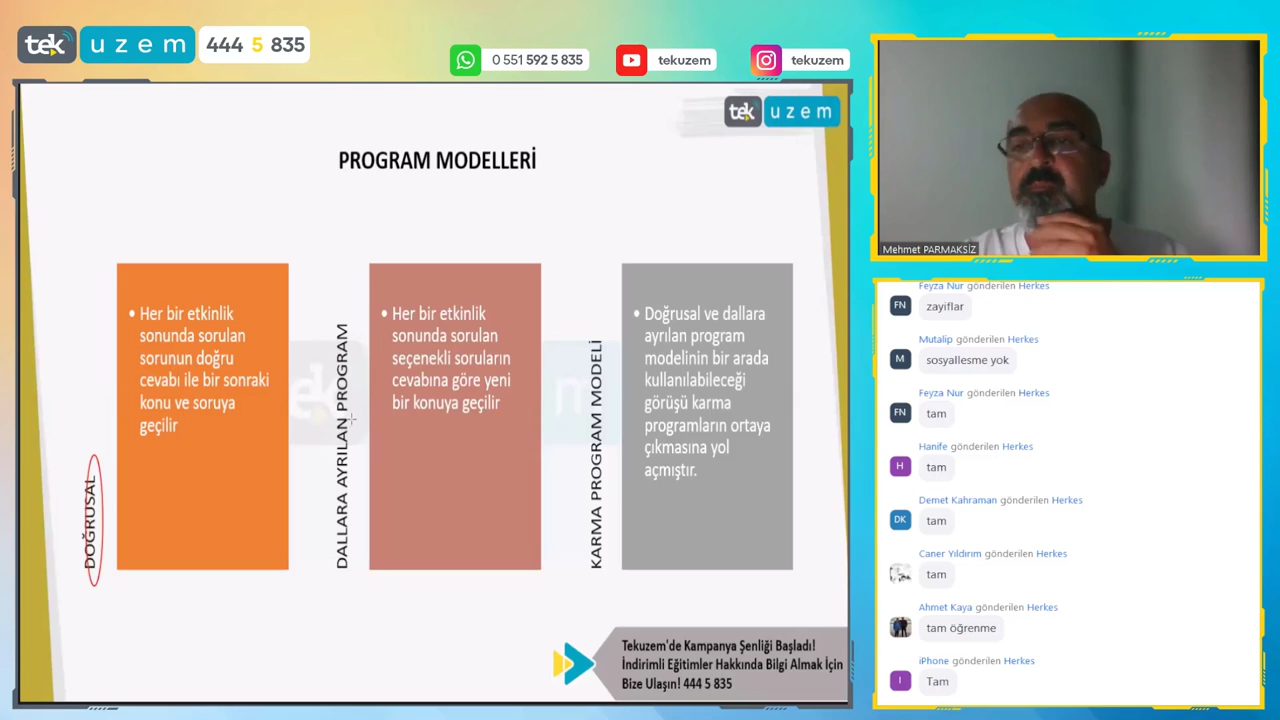 tek uzem 444 5 835
0 551 592 5 835
tekuzem
tekuzem
tek uzem
PROGRAM MODELLERİ
DOĞRUSAL
• Her bir etkinlik
sonunda sorulan
sorunun doğru
cevabı ile bir sonraki
konu ve soruya
geçilir
DALLARA AYRILAN PROGRAM
• Her bir etkinlik
sonunda sorulan
seçenekli soruların
cevabına göre yeni
bir konuya geçilir
KARMA PROGRAM MODELİ
• Doğrusal ve dallara
ayrılan program
modelinin bir arada
kullanılabileceği
görüşü karma
programların ortaya
çıkmasına yol
açmıştır.
Tekuzem'de Kampanya Şenliği Başladı!
İndirimli Eğitimler Hakkında Bilgi Almak İçin
Bize Ulaşın! 444 5 835
Mehmet PARMAKSİZ
Feyza Nur gönderilen Herkes
FN zayiflar
Mutalip gönderilen Herkes
M sosyallesme yok
Feyza Nur gönderilen Herkes
FN tam
Hanife gönderilen Herkes
H tam
Demet Kahraman gönderilen Herkes
DK tam
Caner Yıldırım gönderilen Herkes
tam
Ahmet Kaya gönderilen Herkes
tam öğrenme
iPhone gönderilen Herkes
I Tam